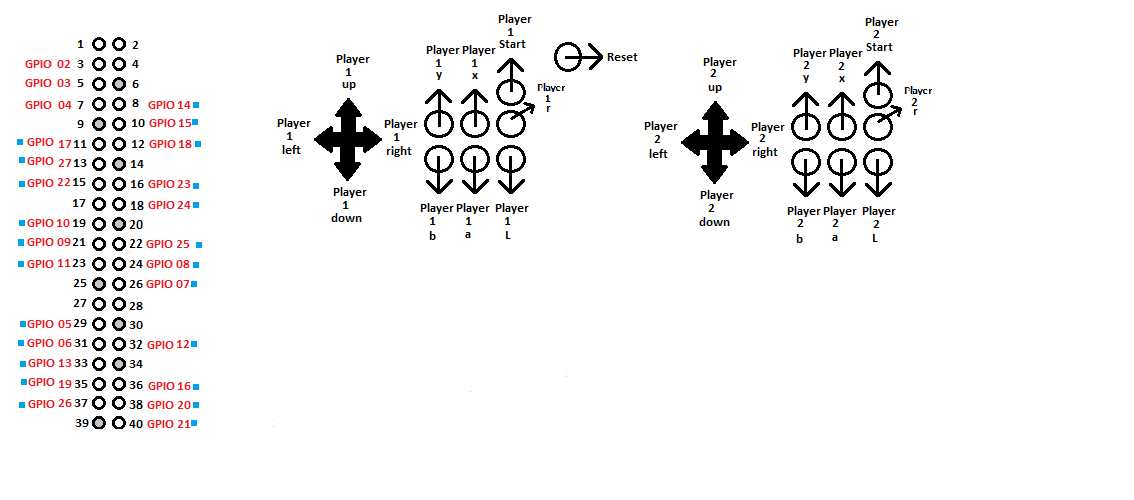 1 2
GPIO 02 3 4
GPIO 03 5 6
GPIO 04 7 8 GPIO 14
9 10 GPIO 15
GPIO 17 11 12 GPIO 18
GPIO 27 13 14
GPIO 22 15 16 GPIO 23
17 18 GPIO 24
GPIO 10 19 20
GPIO 09 21 22 GPIO 25
GPIO 11 23 24 GPIO 08
25 26 GPIO 07
27 28
GPIO 05 29 30
GPIO 06 31 32 GPIO 12
GPIO 13 33 34
GPIO 19 35 36 GPIO 16
GPIO 26 37 38 GPIO 20
39 40 GPIO 21
Player
1
up
Player
1
left
Player
1
right
Player
1
down
Player
1
y
Player
1
x
Player
1
Start
Player
1
r
Reset
Player
1
b
Player
1
a
Player
1
L
Player
2
up
Player
2
left
Player
2
right
Player
2
down
Player
2
y
Player
2
x
Player
2
Start
Player
2
r
Player
2
b
Player
2
a
Player
2
L